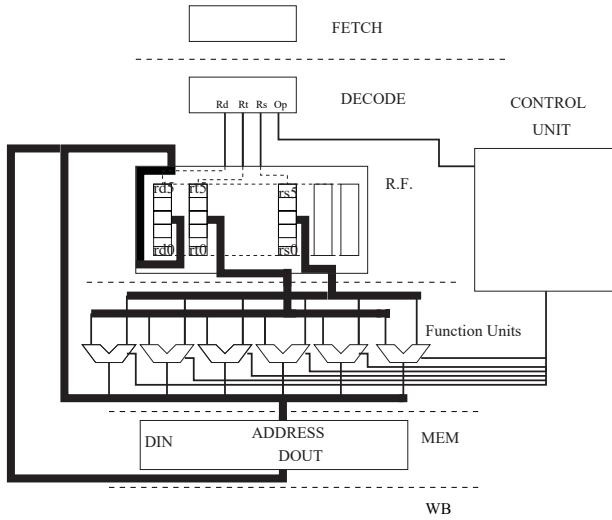 FETCH
Rd Rt Rs Op
DECODE
CONTROL
UNIT
R.F.
rd5 rt5 rs5
rd0 rt0 rs0
Function Units
DIN
ADDRESS
DOUT
MEM
WB